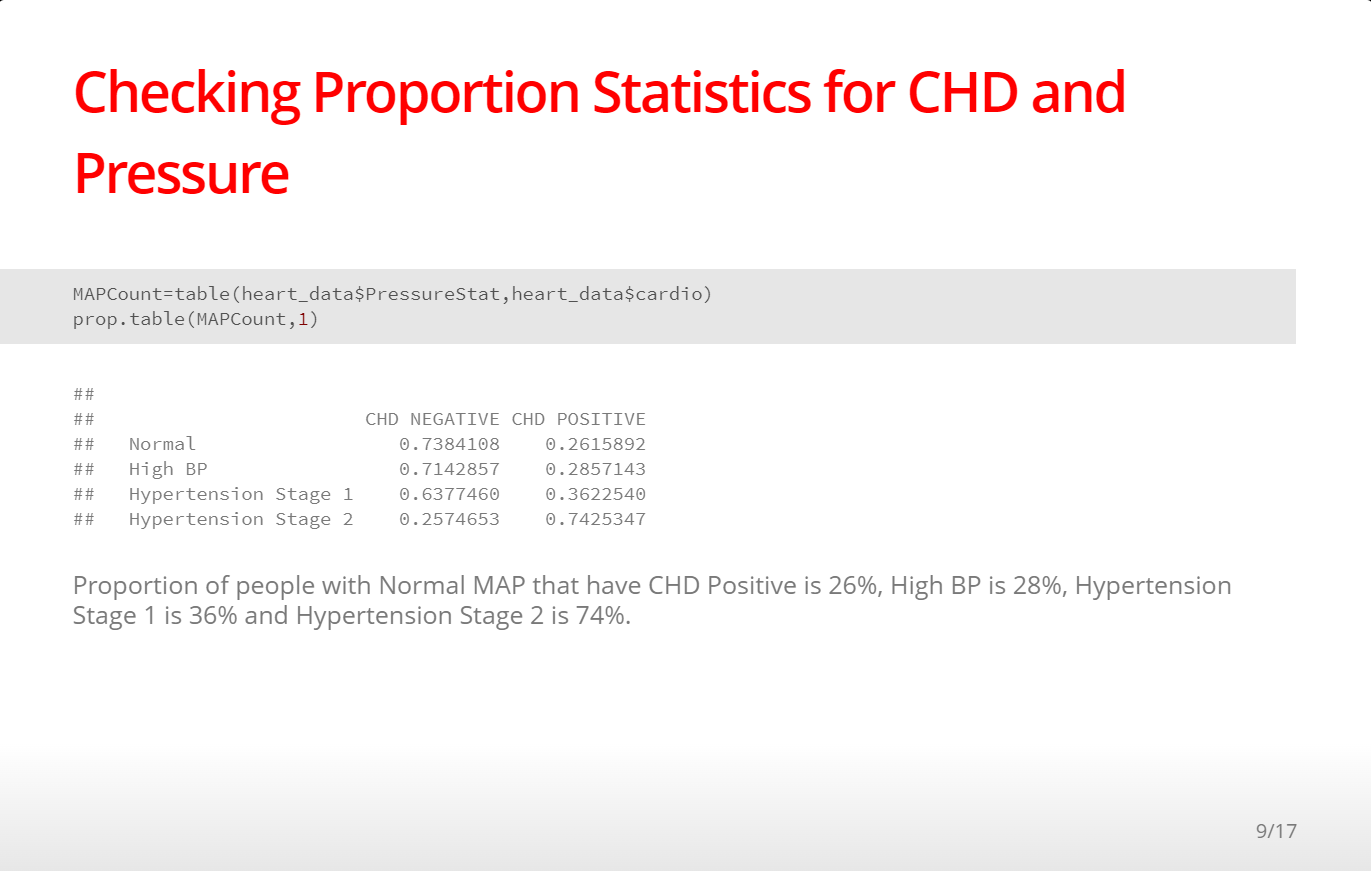 Checking Proportion Statistics for CHD and
Pressure
MAPCount=table(heart_data$PressureStat,heart_data$cardio)
prop.table(MAPCount,1)
##
##                        CHD NEGATIVE CHD POSITIVE
##   Normal                  0.7384108    0.2615892
##   High BP                 0.7142857    0.2857143
##   Hypertension Stage 1    0.6377460    0.3622540
##   Hypertension Stage 2    0.2574653    0.7425347
Proportion of people with Normal MAP that have CHD Positive is 26%, High BP is 28%, Hypertension
Stage 1 is 36% and Hypertension Stage 2 is 74%.
9/17